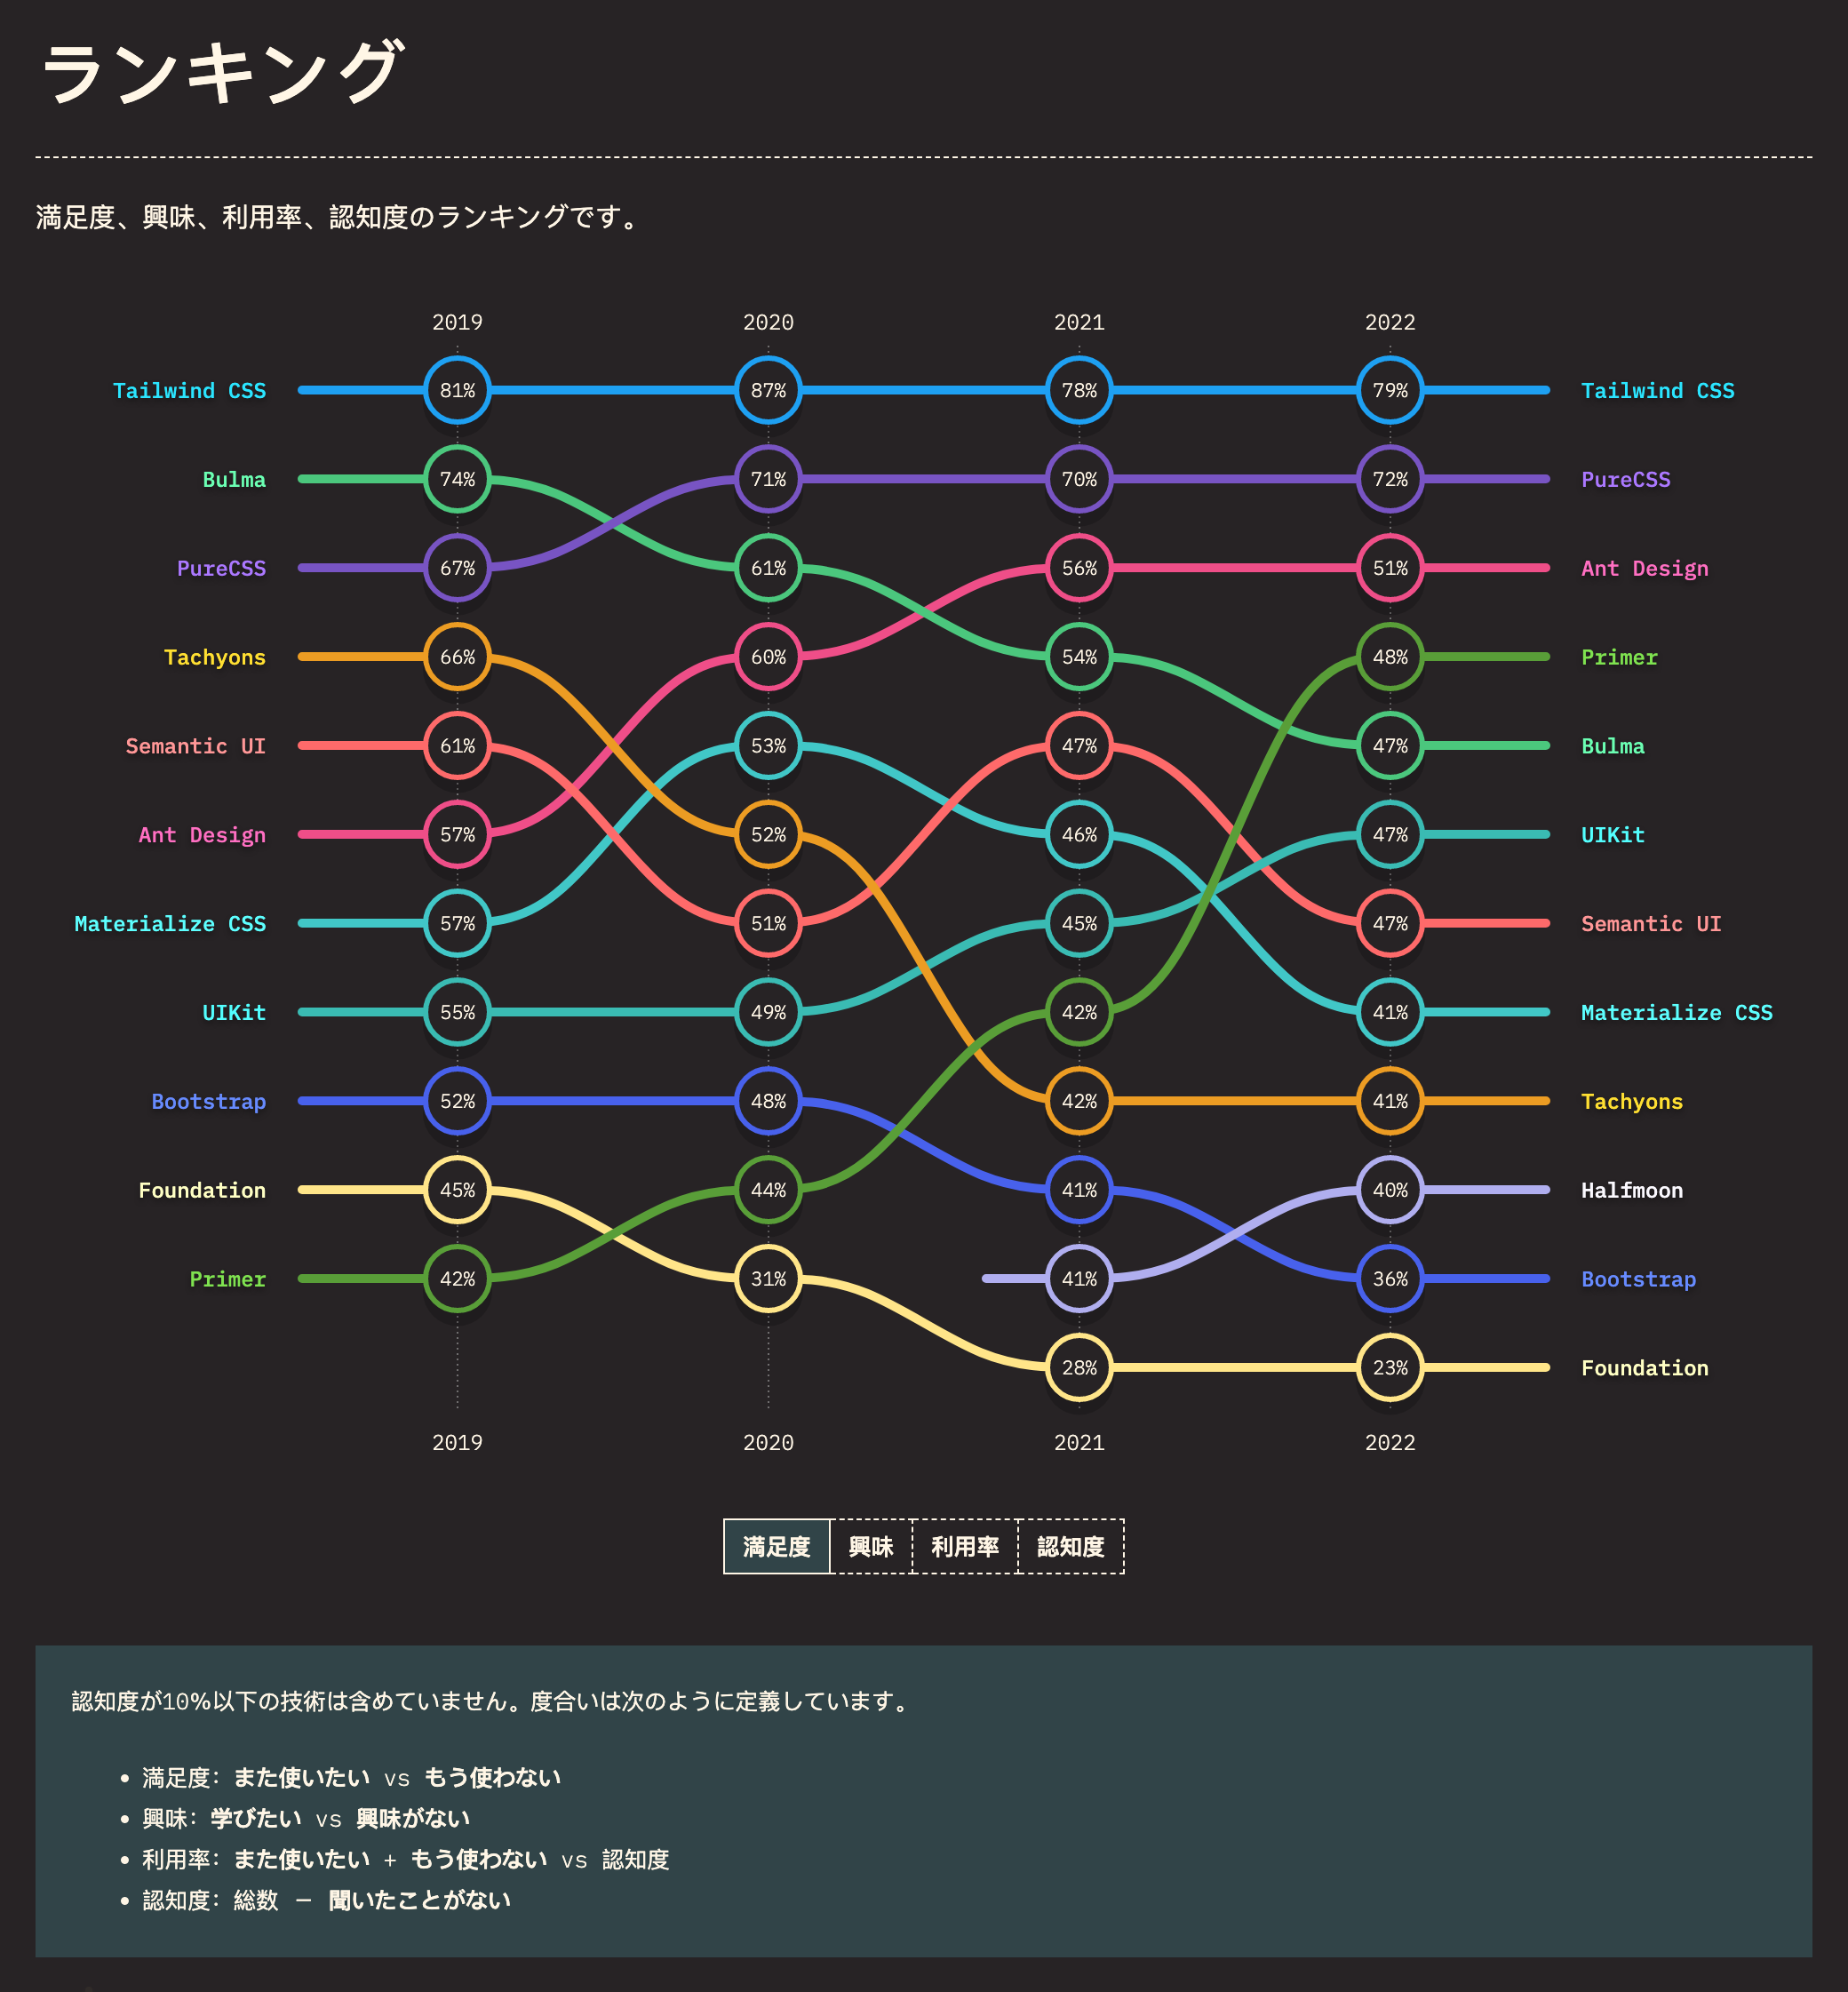 ランキング
満足度、興味、利用率、認知度のランキングです。
2019 2020 2021 2022
Tailwind CSS 81% 87% 78% 79% Tailwind CSS
Bulma 74% 71% 70% 72% PureCSS
PureCSS 67% 61% 56% 51% Ant Design
Tachyons 66% 60% 54% 48% Primer
Semantic UI 61% 53% 47% 47% Bulma
Ant Design 57% 52% 46% 47% UIKit
Materialize CSS 57% 51% 45% 47% Semantic UI
UIKit 55% 49% 42% 41% Materialize CSS
Bootstrap 52% 48% 42% 41% Tachyons
Foundation 45% 44% 41% 40% Halfmoon
Primer 42% 31% 41% 36% Bootstrap
28% 23% Foundation
2019 2020 2021 2022
満足度 興味 利用率 認知度
認知度が10%以下の技術は含めていません。度合いは次のように定義しています。
• 満足度: また使いたい vs もう使わない
• 興味: 学びたい vs 興味がない
• 利用率: また使いたい + もう使わない vs 認知度
• 認知度: 総数 － 聞いたことがない